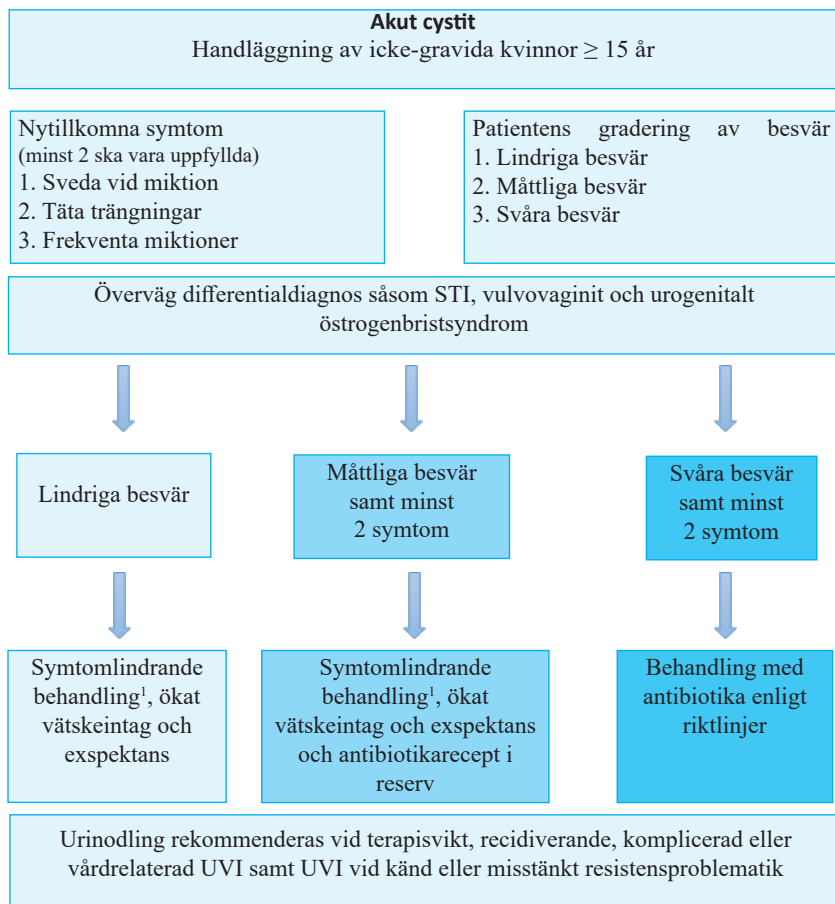 Akut cystit
Handläggning av icke-gravida kvinnor ≥ 15 år
Nytillkomna symtom
(minst 2 ska vara uppfyllda)
1. Sveda vid miktion
2. Täta trängningar
3. Frekventa miktioner
Patientens gradering av besvär
1. Lindriga besvär
2. Måttliga besvär
3. Svåra besvär
Överväg differentialdiagnos såsom STI, vulvovaginit och urogenitalt
östrogenbristsyndrom
Lindriga besvär
Måttliga besvär
samt minst
2 symtom
Svåra besvär
samt minst
2 symtom
Symtomlindrande
behandling¹, ökat
vätskeintag och
exspektans
Symtomlindrande
behandling¹, ökat
vätskeintag och exspektans
och antibiotikarecept i
reserv
Behandling med
antibiotika enligt
riktlinjer
Urinodling rekommenderas vid terapisvikt, recidiverande, komplicerad eller
vårdrelaterad UVI samt UVI vid känd eller misstänkt resistensproblematik